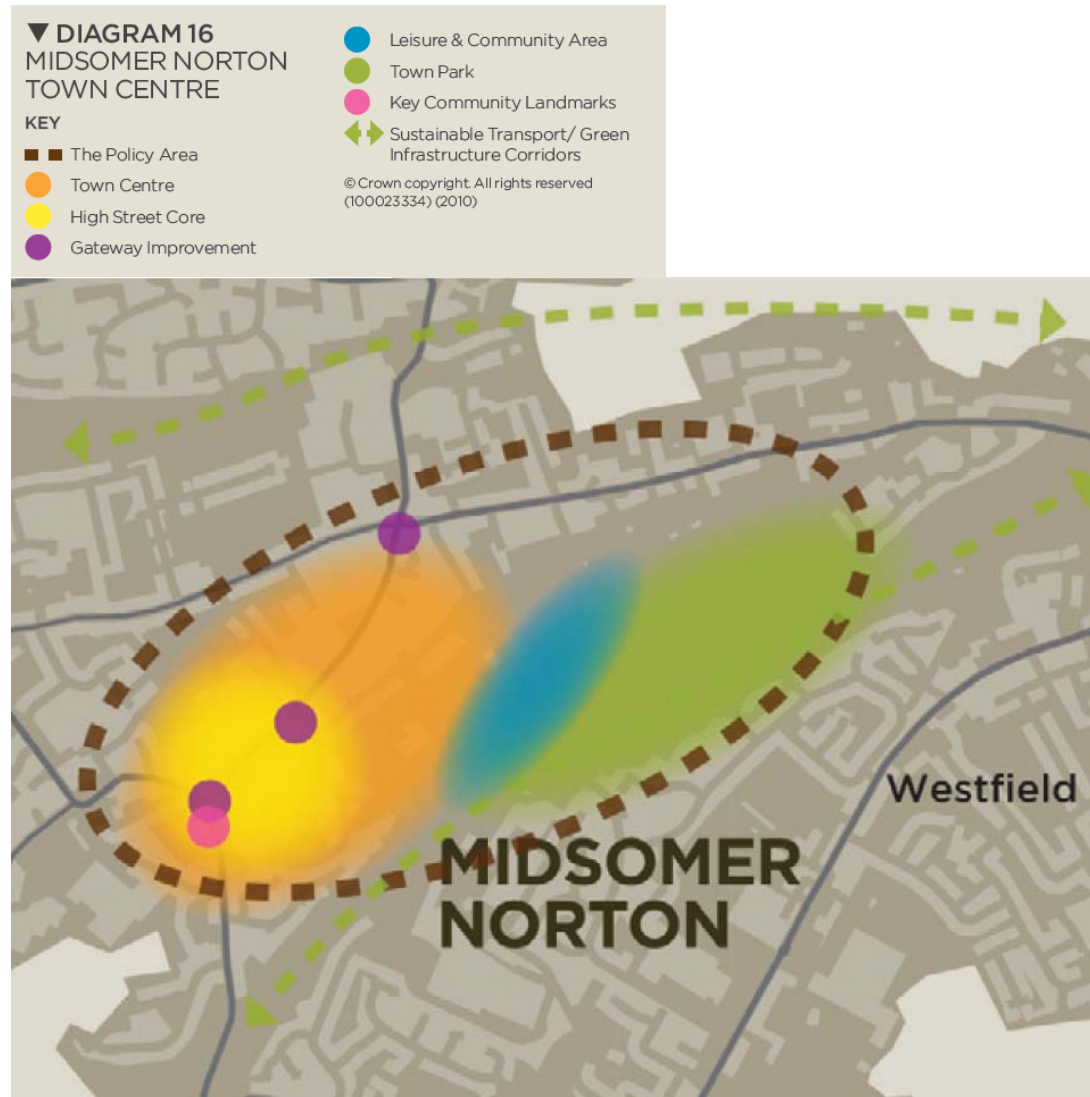 ▼ DIAGRAM 16
MIDSOMER NORTON
TOWN CENTRE
KEY
The Policy Area
Town Centre
High Street Core
Gateway Improvement
Leisure & Community Area
Town Park
Key Community Landmarks
Sustainable Transport/ Green
Infrastructure Corridors
© Crown copyright. All rights reserved
(100023334) (2010)
Westfield
MIDSOMER
NORTON